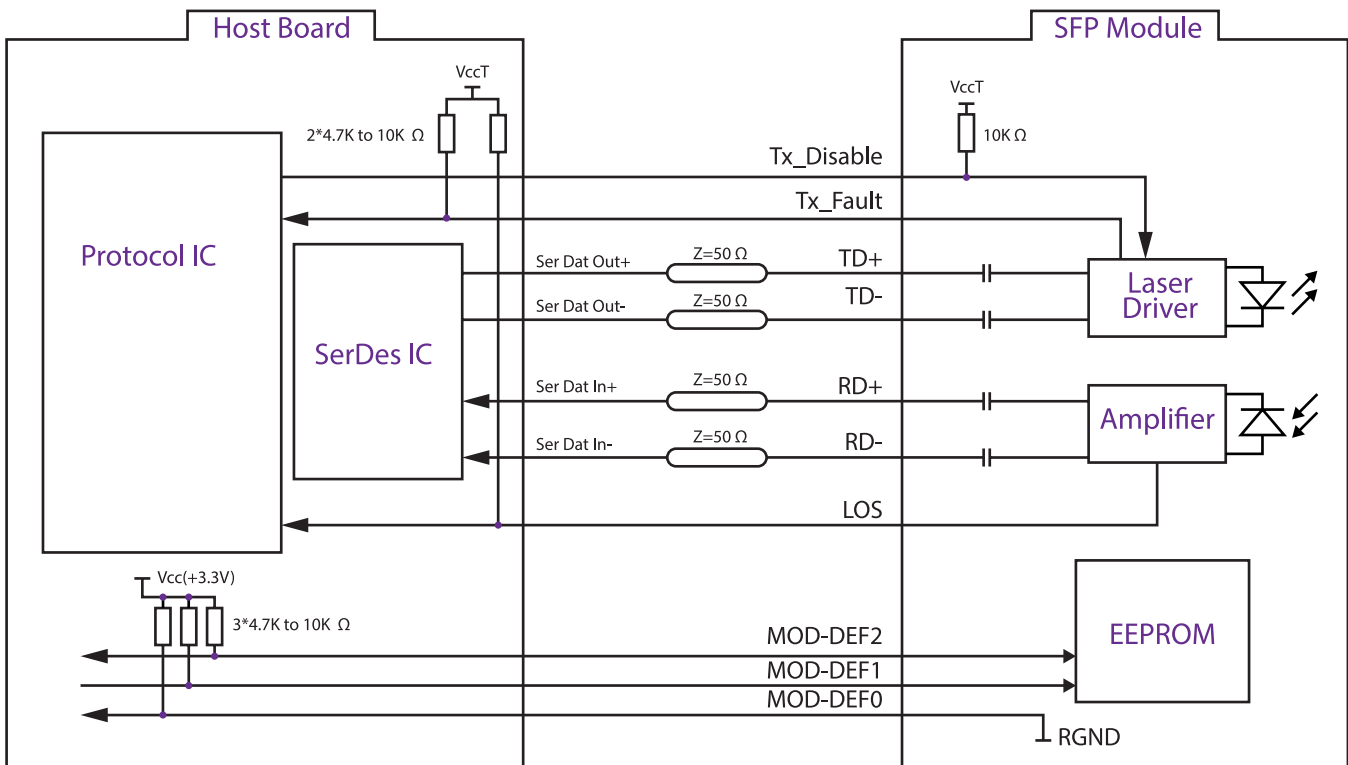 Host Board
SFP Module
VccT
VccT
2*4.7K to 10K Ω
10K Ω
Tx_Disable
Tx_Fault
Protocol IC
Ser Dat Out+
Z=50 Ω
TD+
Laser
Driver
Ser Dat Out-
Z=50 Ω
TD-
SerDes IC
Ser Dat In+
Z=50 Ω
RD+
Amplifier
Ser Dat In-
Z=50 Ω
RD-
LOS
Vcc(+3.3V)
3*4.7K to 10K Ω
MOD-DEF2
EEPROM
MOD-DEF1
MOD-DEF0
RGND